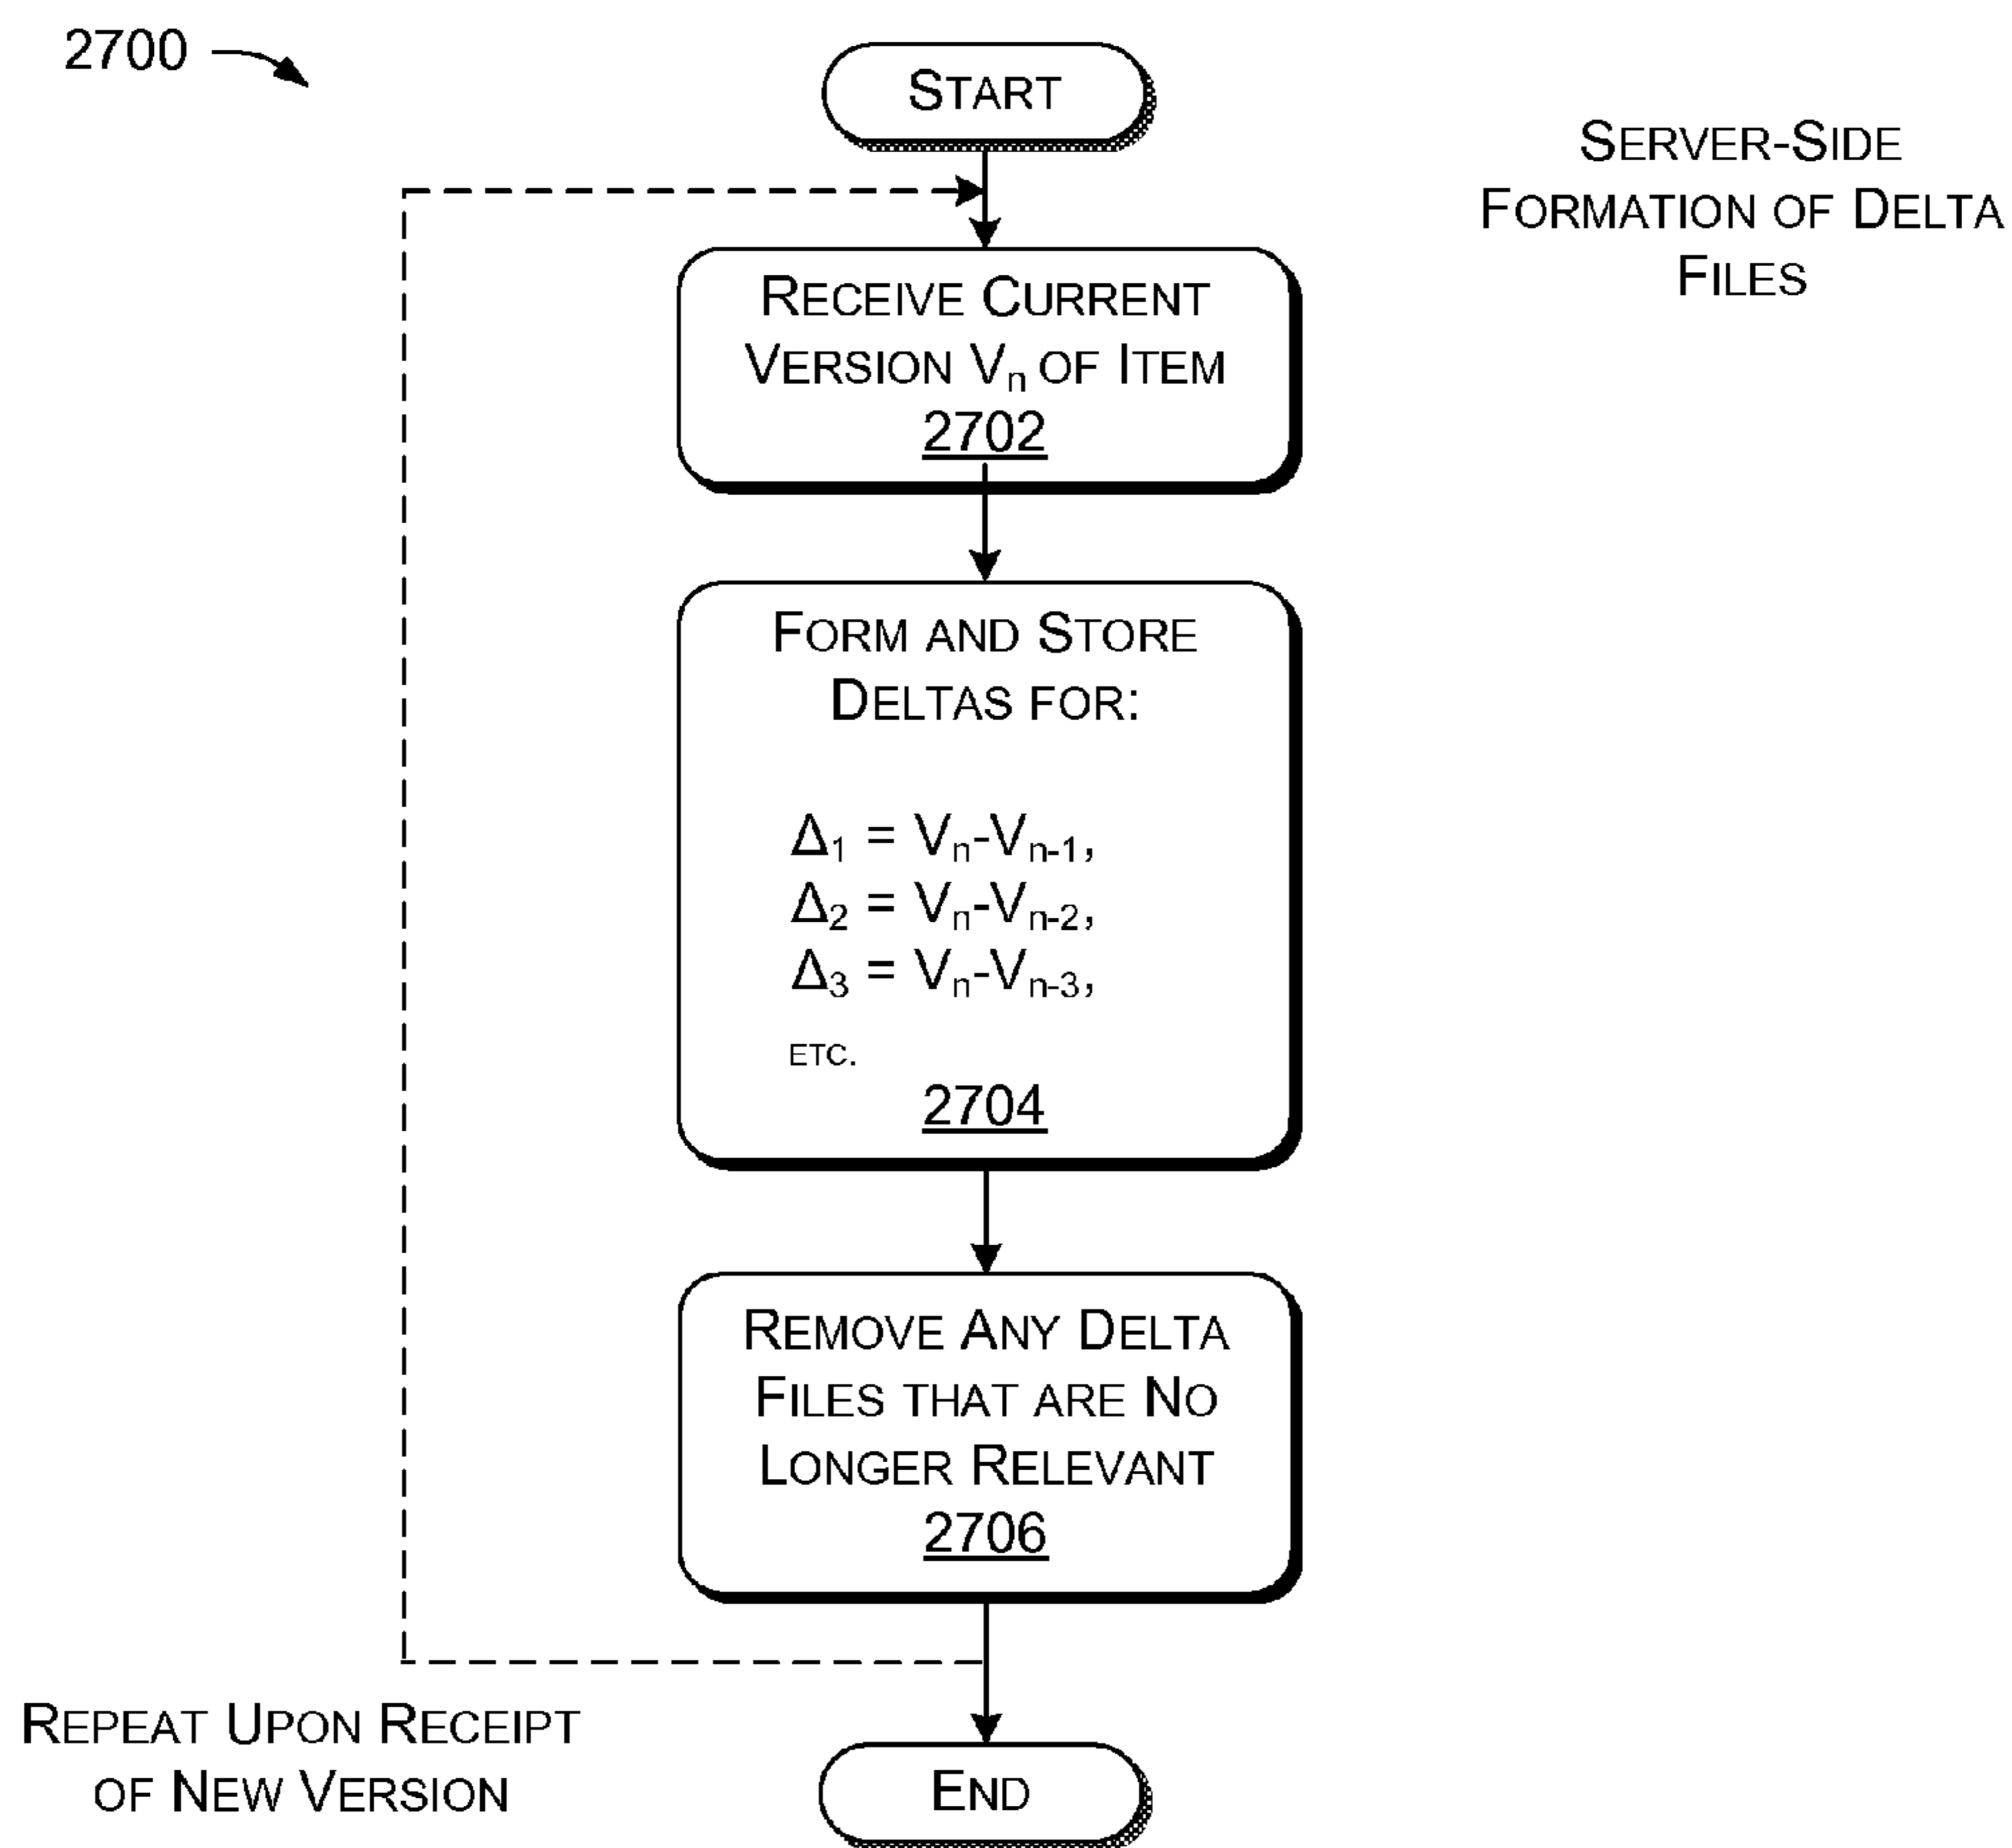 2700
START
SERVER-SIDE
FORMATION OF DELTA
FILES
RECEIVE CURRENT
VERSION Vₙ OF ITEM
2702
FORM AND STORE
DELTAS FOR:
Δ₁ = Vₙ-Vₙ₋₁,
Δ₂ = Vₙ-Vₙ₋₂,
Δ₃ = Vₙ-Vₙ₋₃,
ETC.
2704
REMOVE ANY DELTA
FILES THAT ARE NO
LONGER RELEVANT
2706
REPEAT UPON RECEIPT
OF NEW VERSION
END